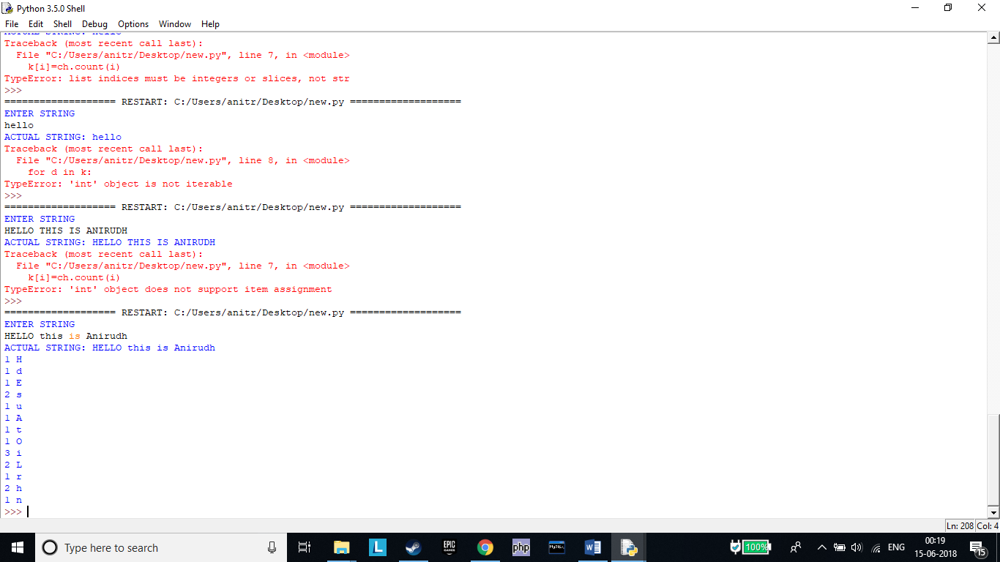 Python 3.5.0 Shell
File Edit Shell Debug Options Window Help
ACTUAL STRING: hello
Traceback (most recent call last):
  File "C:/Users/anitr/Desktop/new.py", line 7, in <module>
    k[i]=ch.count(i)
TypeError: list indices must be integers or slices, not str
>>>
=================== RESTART: C:/Users/anitr/Desktop/new.py ===================
ENTER STRING
hello
ACTUAL STRING: hello
Traceback (most recent call last):
  File "C:/Users/anitr/Desktop/new.py", line 8, in <module>
    for d in k:
TypeError: 'int' object is not iterable
>>>
=================== RESTART: C:/Users/anitr/Desktop/new.py ===================
ENTER STRING
HELLO THIS IS ANIRUDH
ACTUAL STRING: HELLO THIS IS ANIRUDH
Traceback (most recent call last):
  File "C:/Users/anitr/Desktop/new.py", line 7, in <module>
    k[i]=ch.count(i)
TypeError: 'int' object does not support item assignment
>>>
=================== RESTART: C:/Users/anitr/Desktop/new.py ===================
ENTER STRING
HELLO this is Anirudh
ACTUAL STRING: HELLO this is Anirudh
1 H
1 d
1 E
2 s
1 u
1 A
1 t
1 O
3 i
2 L
1 r
2 h
1 n
>>>
Ln: 208 Col: 4
Type here to search
L
EPIC GAMES
php
MySQL
W
100%
ENG
00:19
15-06-2018
15